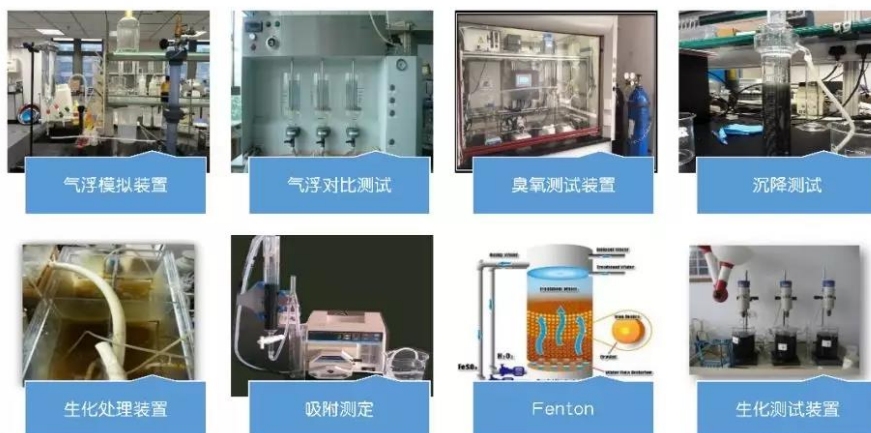 气浮模拟装置
气浮对比测试
臭氧测试装置
沉降测试
H₂O₂
生化处理装置
吸附测定
Fenton
生化测试装置